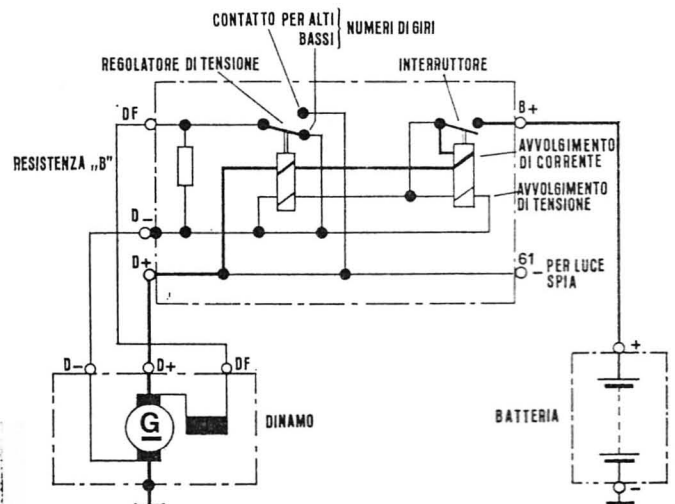 CONTATTO PER ALTI
BASSI
NUMERI DI GIRI
REGOLATORE DI TENSIONE
INTERRUTTORE
DF
B+
RESISTENZA „B"
AVVOLGIMENTO
DI CORRENTE
AVVOLGIMENTO
DI TENSIONE
D-
D+
61
- PER LUCE
SPIA
D-
D+
DF
+
G
DINAMO
BATTERIA
-